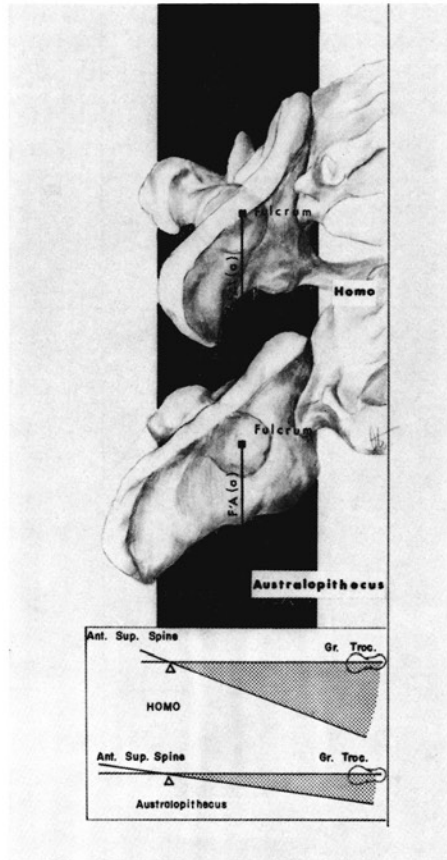 Fulcrum
(a)
Homo
Fulcrum
F'A (a)
Australopithecus
Ant. Sup. Spine
Gr. Troc.
HOMO
Ant. Sup. Spine
Gr. Troc.
Australopithecus